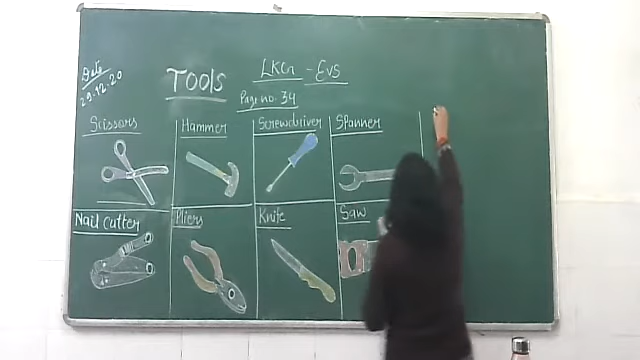 Date
29.12.20
Tools
LKG - EVS
Page no. 34
Scissors
Hammer
Screwdriver
Spanner
Nail cutter
Pliers
Knife
Saw